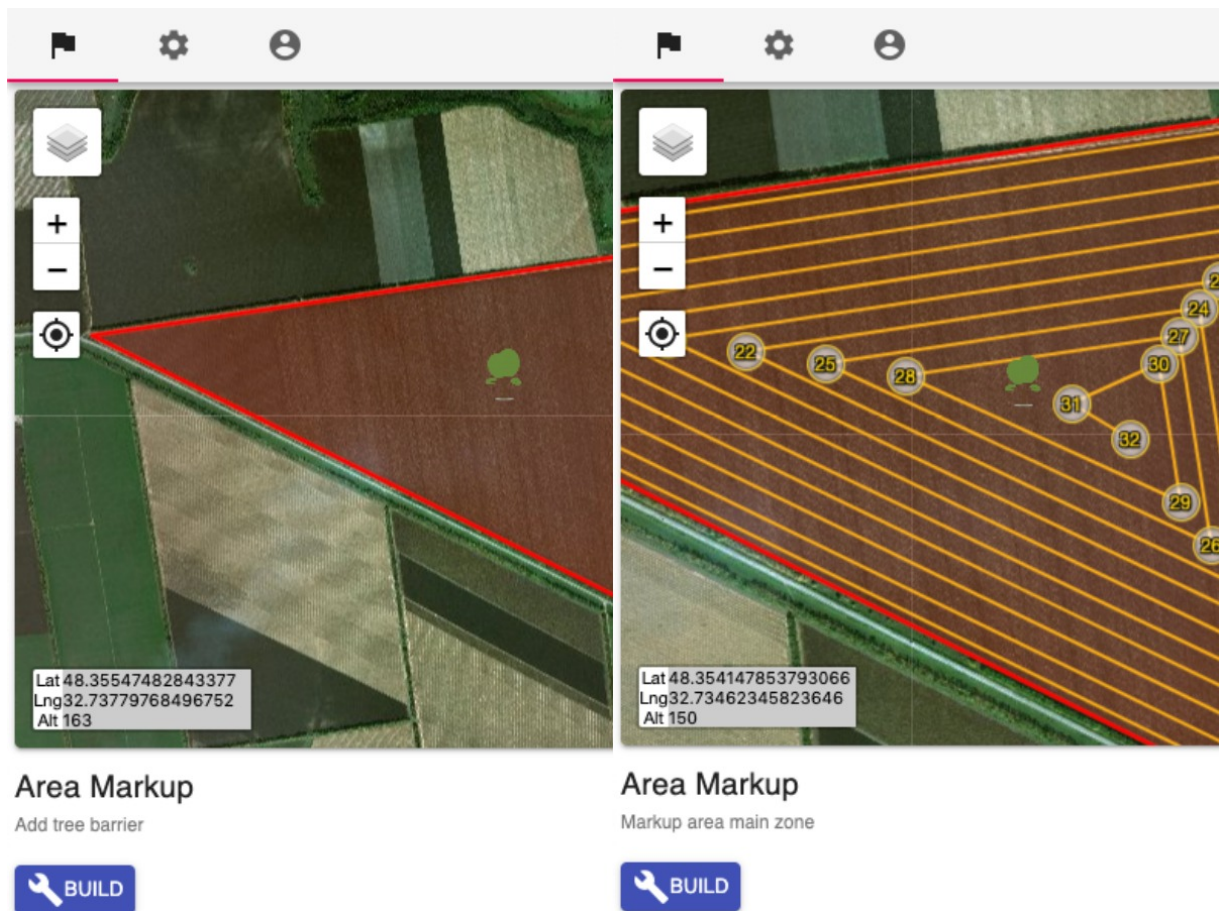 +
−
Lat 48.35547482843377
Lng 32.73779768496752
Alt 163
Area Markup
Add tree barrier
BUILD
+
−
22
25
28
24
27
30
31
32
29
26
Lat 48.354147853793066
Lng 32.73462345823646
Alt 150
Area Markup
Markup area main zone
BUILD